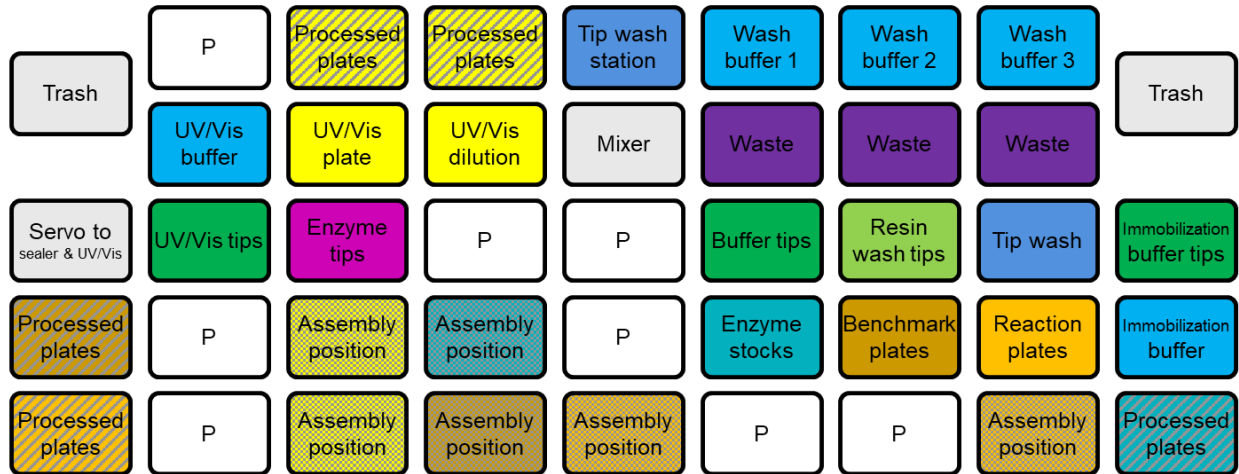 P
Processed
plates
Processed
plates
Tip wash
station
Wash
buffer 1
Wash
buffer 2
Wash
buffer 3
Trash
Trash
UV/Vis
buffer
UV/Vis
plate
UV/Vis
dilution
Mixer
Waste
Waste
Waste
Servo to
sealer & UV/Vis
UV/Vis tips
Enzyme
tips
P
P
Buffer tips
Resin
wash tips
Tip wash
Immobilization
buffer tips
Processed
plates
P
Assembly
position
Assembly
position
P
Enzyme
stocks
Benchmark
plates
Reaction
plates
Immobilization
buffer
Processed
plates
P
Assembly
position
Assembly
position
Assembly
position
P
P
Assembly
position
Processed
plates